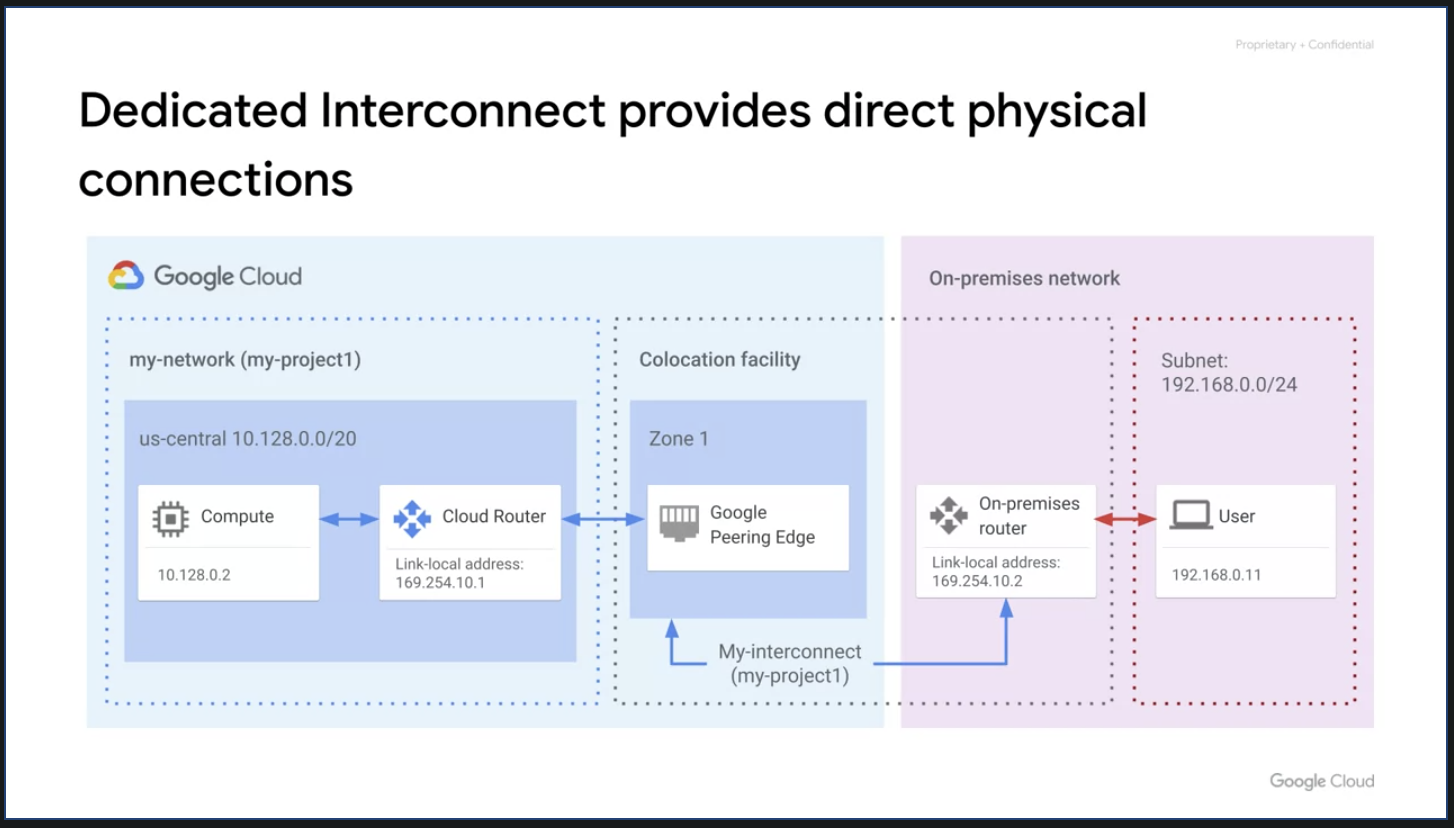 Proprietary + Confidential
Dedicated Interconnect provides direct physical
connections
Google Cloud
my-network (my-project1)
us-central 10.128.0.0/20
Compute
10.128.0.2
Cloud Router
Link-local address:
169.254.10.1
Colocation facility
Zone 1
Google
Peering Edge
My-interconnect
(my-project1)
On-premises network
On-premises
router
Link-local address:
169.254.10.2
Subnet:
192.168.0.0/24
User
192.168.0.11
Google Cloud